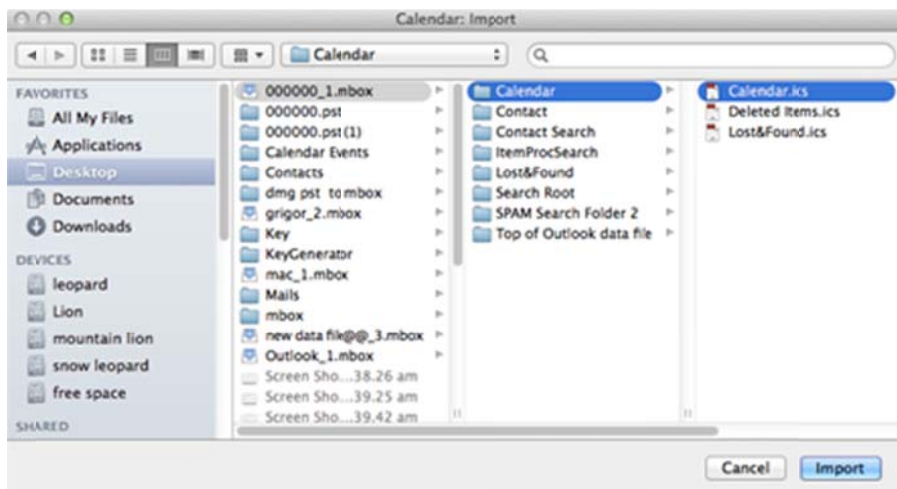 Calendar: Import
Calendar
FAVORITES
All My Files
Applications
Desktop
Documents
Downloads
DEVICES
leopard
Lion
mountain lion
snow leopard
free space
SHARED
000000_1.mbox
000000.pst
000000.pst(1)
Calendar Events
Contacts
dmg pst to mbox
grigor_2.mbox
Key
KeyGenerator
mac_1.mbox
Mails
mbox
new data file@@_3.mbox
Outlook_1.mbox
Screen Sho...38.26 am
Screen Sho...39.25 am
Screen Sho...39.42 am
Calendar
Contact
Contact Search
ItemProcSearch
Lost&Found
Search Root
SPAM Search Folder 2
Top of Outlook data file
Calendar.ics
Deleted Items.ics
Lost&Found.ics
Cancel
Import